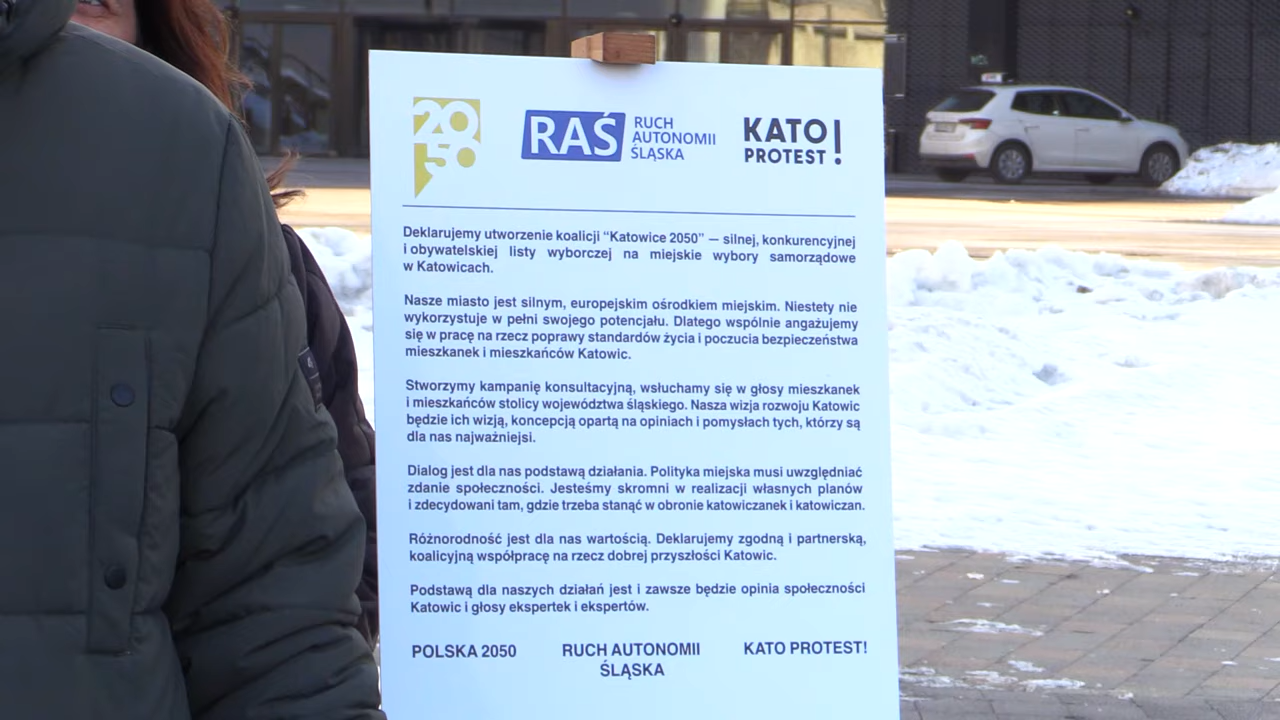 2050
RAŚ RUCH AUTONOMII ŚLĄSKA
KATO PROTEST!
Deklarujemy utworzenie koalicji “Katowice 2050” — silnej, konkurencyjnej
i obywatelskiej listy wyborczej na miejskie wybory samorządowe
w Katowicach.
Nasze miasto jest silnym, europejskim ośrodkiem miejskim. Niestety nie
wykorzystuje w pełni swojego potencjału. Dlatego wspólnie angażujemy
się w pracę na rzecz poprawy standardów życia i poczucia bezpieczeństwa
mieszkanek i mieszkańców Katowic.
Stworzymy kampanię konsultacyjną, wsłuchamy się w głosy mieszkanek
i mieszkańców stolicy województwa śląskiego. Nasza wizja rozwoju Katowic
będzie ich wizją, koncepcją opartą na opiniach i pomysłach tych, którzy są
dla nas najważniejsi.
Dialog jest dla nas podstawą działania. Polityka miejska musi uwzględniać
zdanie społeczności. Jesteśmy skromni w realizacji własnych planów
i zdecydowani tam, gdzie trzeba stanąć w obronie katowiczanek i katowiczan.
Różnorodność jest dla nas wartością. Deklarujemy zgodną i partnerską,
koalicyjną współpracę na rzecz dobrej przyszłości Katowic.
Podstawą dla naszych działań jest i zawsze będzie opinia społeczności
Katowic i głosy ekspertek i ekspertów.
POLSKA 2050
RUCH AUTONOMII
ŚLĄSKA
KATO PROTEST!